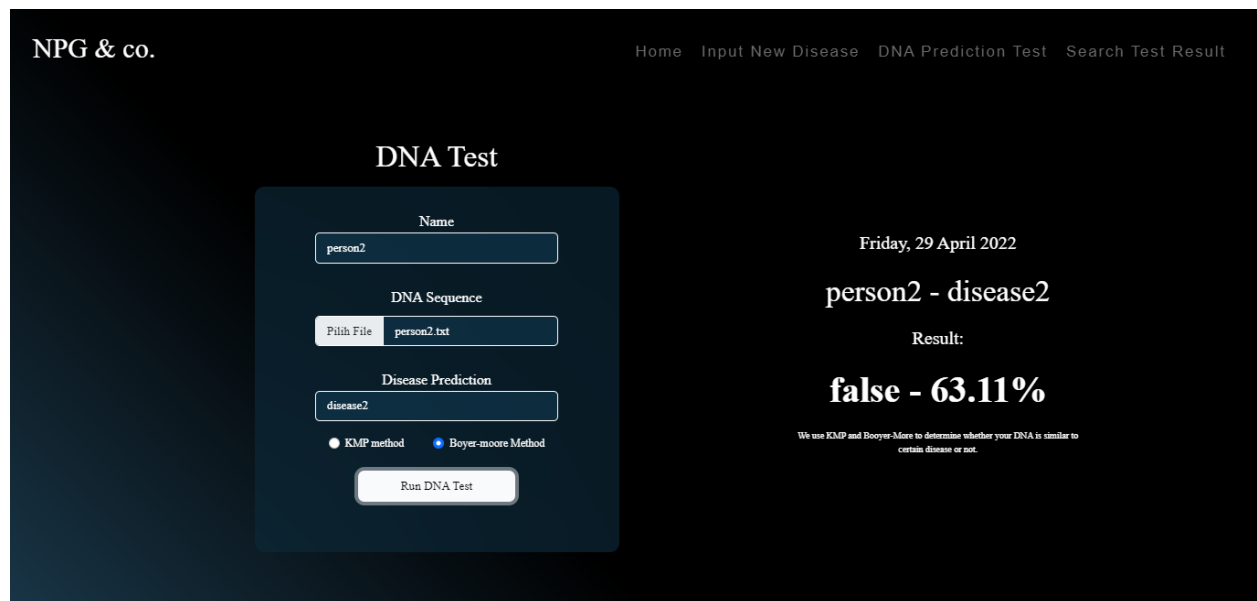 NPG & co.
Home Input New Disease DNA Prediction Test Search Test Result
DNA Test
Name
person2
DNA Sequence
Pilih File person2.txt
Disease Prediction
disease2
KMP method Boyer-moore Method
Run DNA Test
Friday, 29 April 2022
person2 - disease2
Result:
false - 63.11%
We use KMP and Booyer-More to determine whether your DNA is similar to
certain disease or not.